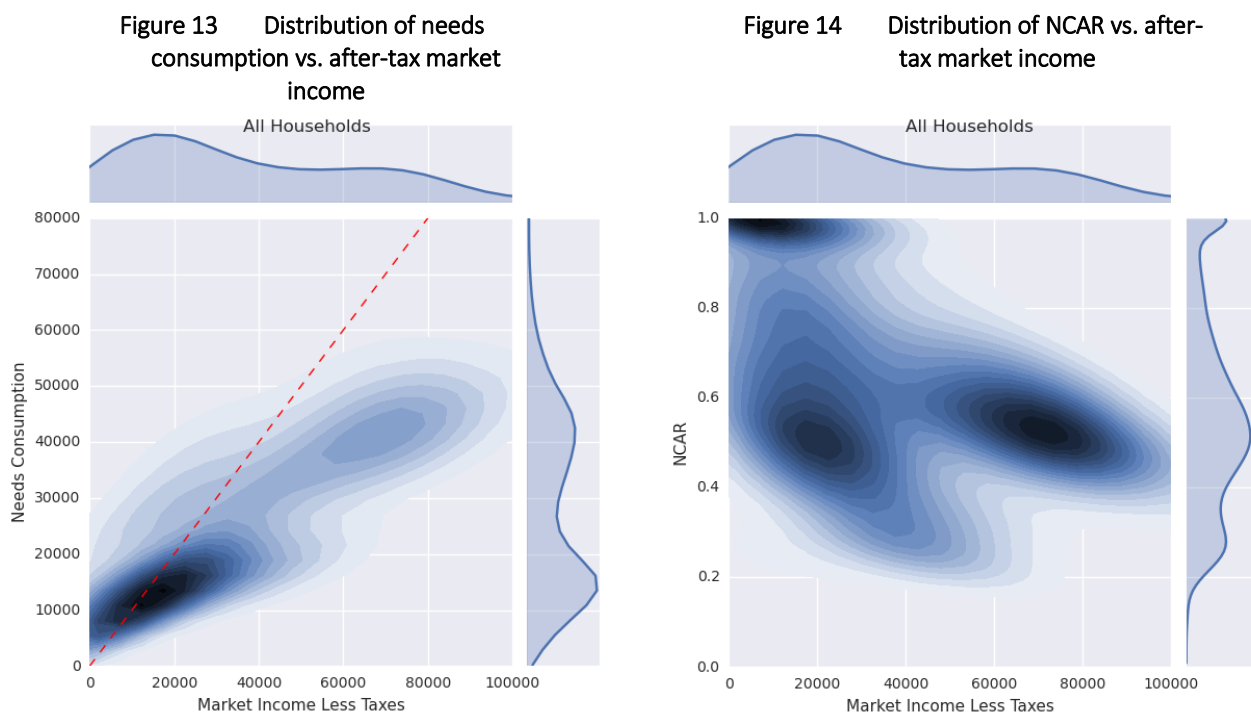 Figure 13 Distribution of needs
consumption vs. after-tax market
income
All Households
80000
70000
60000
50000
40000
30000
20000
10000
0
Needs Consumption
0 20000 40000 60000 80000 100000
Market Income Less Taxes
Figure 14 Distribution of NCAR vs. after-
tax market income
All Households
1.0
0.8
0.6
0.4
0.2
0.0
NCAR
0 20000 40000 60000 80000 100000
Market Income Less Taxes